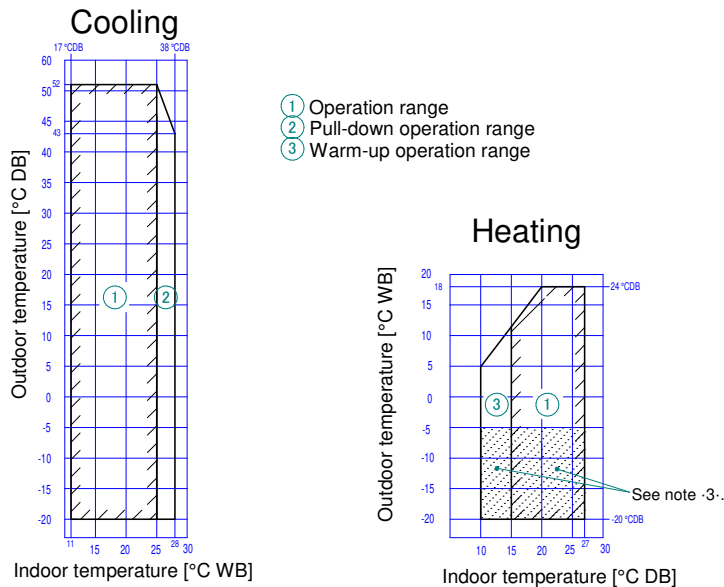 Cooling
17 °CDB 38 °CDB
60
52
50
45
43
40
35
30
25
20
15
10
5
0
-5
-10
-15
-20
Outdoor temperature [°C DB]
1 2
11 15 20 25 28 30
Indoor temperature [°C WB]
1 Operation range
2 Pull-down operation range
3 Warm-up operation range
Heating
20
18
15
10
5
0
-5
-10
-15
-20
Outdoor temperature [°C WB]
24 °CDB
3 1
See note ·3·.
-20 °CDB
10 15 20 25 27 30
Indoor temperature [°C DB]